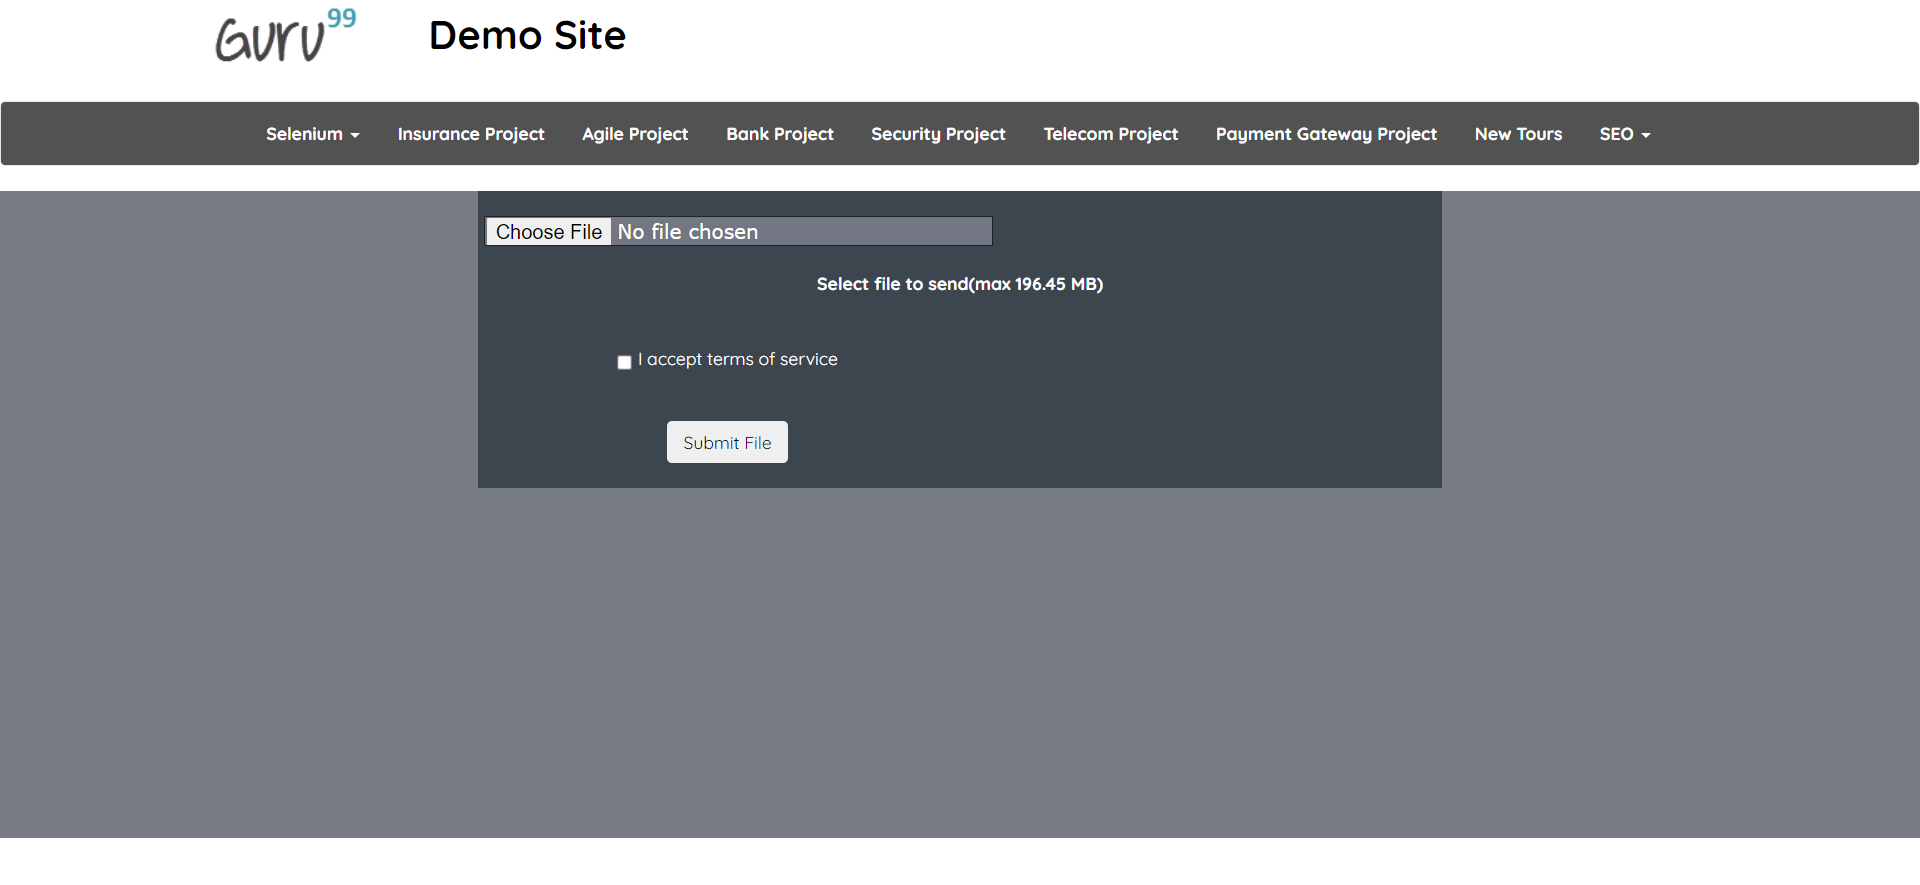 Guru99 Demo Site
Selenium Insurance Project Agile Project Bank Project Security Project Telecom Project Payment Gateway Project New Tours SEO
Choose File No file chosen
Select file to send(max 196.45 MB)
I accept terms of service
Submit File